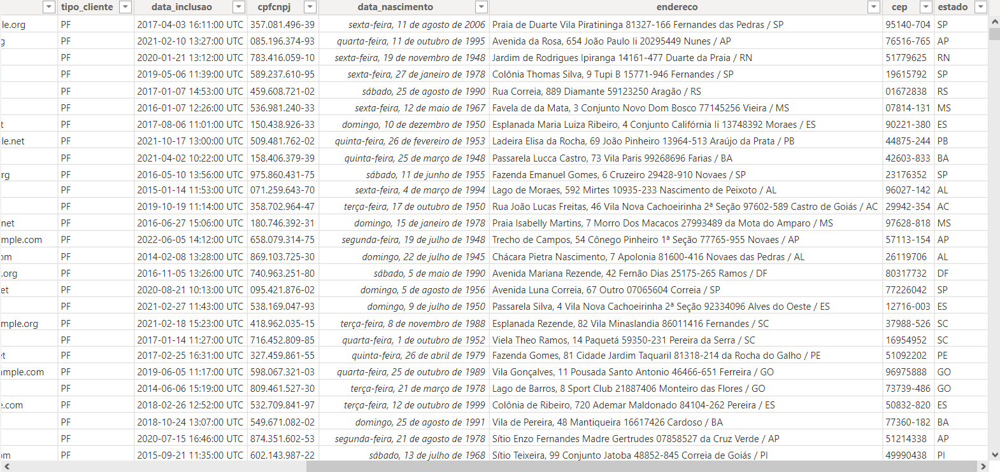 tipo_cliente data_inclusao cpfcnpj data_nascimento endereco cep estado
le.org PF 2017-04-03 16:11:00 UTC 357.081.496-39 sexta-feira, 11 de agosto de 2006 Praia de Duarte Vila Piratininga 81327-166 Fernandes das Pedras / SP 95140-704 SP
g PF 2021-02-10 13:27:00 UTC 085.196.374-93 quarta-feira, 11 de outubro de 1995 Avenida da Rosa, 654 João Paulo Ii 20295449 Nunes / AP 76516-765 AP
PF 2020-01-21 13:12:00 UTC 783.416.059-10 sexta-feira, 19 de novembro de 1948 Jardim de Rodrigues Ipiranga 14161-477 Duarte da Praia / RN 51779625 RN
PF 2019-05-06 11:39:00 UTC 589.237.610-95 sexta-feira, 27 de janeiro de 1978 Colônia Thomas Silva, 9 Tupi B 15771-946 Fernandes / SP 19615792 SP
PF 2017-01-07 14:53:00 UTC 459.608.721-02 sábado, 25 de agosto de 1990 Rua Correia, 889 Diamante 59123250 Aragão / RS 01672838 RS
PF 2016-01-07 12:26:00 UTC 536.981.240-33 sexta-feira, 12 de maio de 1967 Favela de da Mata, 3 Conjunto Novo Dom Bosco 77145256 Vieira / MS 07814-131 MS
t PF 2017-08-06 11:01:00 UTC 150.438.926-33 domingo, 10 de dezembro de 1950 Esplanada Maria Luiza Ribeiro, 4 Conjunto Califórnia Ii 13748392 Moraes / ES 90221-380 ES
le.net PF 2021-10-17 13:00:00 UTC 509.481.762-02 quinta-feira, 26 de fevereiro de 1953 Ladeira Elisa da Rocha, 69 João Pinheiro 13964-513 Araújo da Prata / PB 44875-244 PB
PF 2021-04-02 10:22:00 UTC 158.406.379-39 quinta-feira, 25 de março de 1948 Passarela Lucca Castro, 73 Vila Paris 99268696 Farias / BA 42603-833 BA
rg PF 2016-05-10 13:56:00 UTC 975.860.431-75 sábado, 11 de junho de 1955 Fazenda Emanuel Gomes, 6 Cruzeiro 29428-910 Novaes / SP 23176352 SP
PF 2015-01-14 11:53:00 UTC 071.259.643-70 sexta-feira, 4 de março de 1994 Lago de Moraes, 592 Mirtes 10935-233 Nascimento de Peixoto / AL 96027-142 AL
PF 2019-10-19 11:14:00 UTC 358.702.964-47 terça-feira, 17 de outubro de 1950 Rua João Lucas Freitas, 46 Vila Nova Cachoeirinha 2ª Seção 97602-589 Castro de Goiás / AC 29942-354 AC
net PF 2016-06-27 15:06:00 UTC 180.746.392-31 domingo, 15 de janeiro de 1978 Praia Isabelly Martins, 7 Morro Dos Macacos 27993489 da Mota do Amparo / MS 97628-818 MS
mple.com PF 2022-06-05 14:12:00 UTC 658.079.314-75 segunda-feira, 19 de julho de 1948 Trecho de Campos, 54 Cônego Pinheiro 1ª Seção 77765-955 Novaes / AP 57113-154 AP
om PF 2014-02-08 13:28:00 UTC 869.103.725-30 domingo, 22 de julho de 1945 Chácara Pietra Nascimento, 7 Apolonia 81600-416 Novaes das Pedras / AL 26119706 AL
.org PF 2016-11-05 13:26:00 UTC 740.963.251-80 sábado, 5 de maio de 1990 Avenida Mariana Rezende, 42 Fernão Dias 25175-265 Ramos / DF 80317732 DF
et PF 2020-08-21 10:13:00 UTC 095.421.876-02 domingo, 5 de agosto de 1956 Avenida Luna Correia, 67 Outro 07065604 Correia / SP 77226042 SP
PF 2021-02-27 11:43:00 UTC 538.169.047-93 domingo, 9 de julho de 1950 Passarela Silva, 4 Vila Nova Cachoeirinha 2ª Seção 92334096 Alves do Oeste / ES 12716-003 ES
mple.org PF 2021-02-18 15:23:00 UTC 418.962.035-15 terça-feira, 8 de novembro de 1988 Esplanada Rezende, 82 Vila Minaslandia 86011416 Fernandes / SC 37988-526 SC
PF 2017-01-14 11:27:00 UTC 716.452.809-85 quarta-feira, 1 de outubro de 1952 Viela Theo Ramos, 14 Paquetá 59350-231 Pereira da Serra / SC 16954952 SC
et PF 2017-02-25 16:31:00 UTC 327.459.861-55 quinta-feira, 26 de abril de 1979 Fazenda Gomes, 81 Cidade Jardim Taquaril 81318-214 da Rocha do Galho / PE 51092202 PE
ample.com PF 2019-06-05 11:17:00 UTC 598.067.321-03 quarta-feira, 25 de outubro de 1989 Vila Gonçalves, 11 Pousada Santo Antonio 46466-651 Ferreira / GO 96975888 GO
PF 2014-06-06 15:19:00 UTC 809.461.527-30 terça-feira, 21 de março de 1978 Lago de Barros, 8 Sport Club 21887406 Monteiro das Flores / GO 73739-486 GO
e.com PF 2018-02-26 12:52:00 UTC 532.709.841-97 terça-feira, 12 de outubro de 1999 Colônia de Ribeiro, 720 Ademar Maldonado 84104-262 Pereira / ES 50832-820 ES
PF 2018-10-24 13:07:00 UTC 549.671.082-02 domingo, 25 de agosto de 1991 Vila de Pereira, 48 Mantiqueira 16617426 Cardoso / BA 77360-182 BA
PF 2020-07-15 16:46:00 UTC 874.351.602-53 segunda-feira, 21 de agosto de 1978 Sítio Enzo Fernandes Madre Gertrudes 07858527 da Cruz Verde / AP 51214338 AP
om PF 2015-09-21 11:35:00 UTC 602.143.987-22 sábado, 13 de julho de 1968 Sítio Teixeira, 99 Conjunto Jatoba 48852-845 Correia de Goiás / PI 49990438 PI